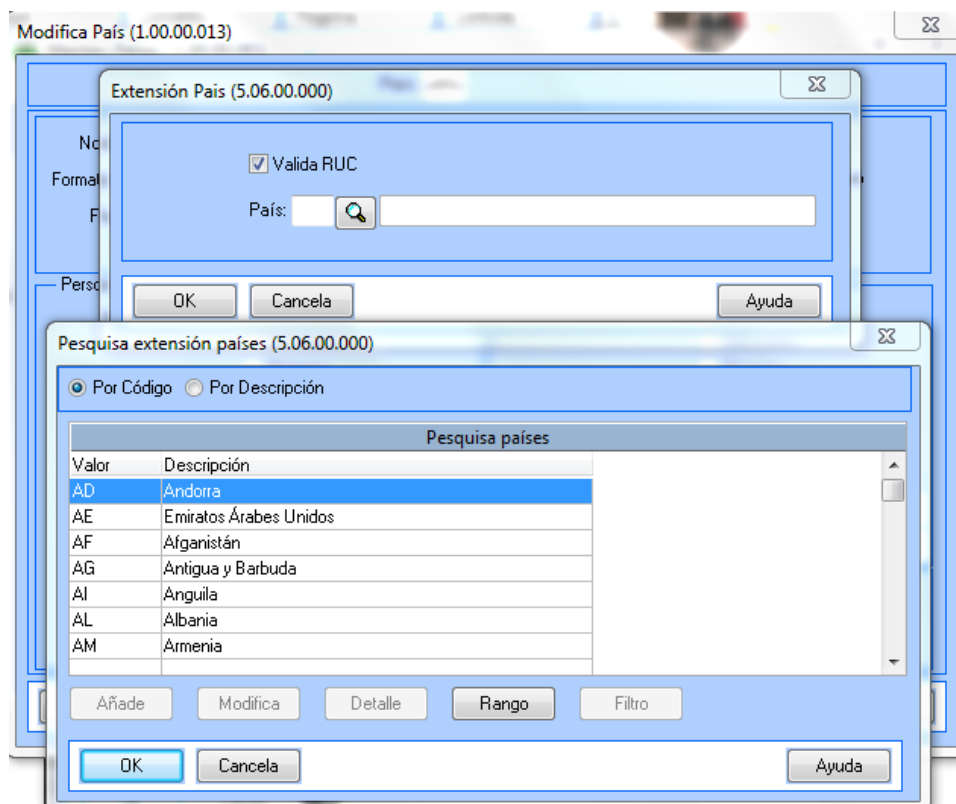 Modifica País (1.00.00.013)
Extensión Pais (5.06.00.000)
Valida RUC
País:
OK Cancela Ayuda
Pesquisa extensión países (5.06.00.000)
Por Código Por Descripción
Pesquisa países
Valor Descripción
AD Andorra
AE Emiratos Árabes Unidos
AF Afganistán
AG Antigua y Barbuda
AI Anguila
AL Albania
AM Armenia
Añade Modifica Detalle Rango Filtro
OK Cancela Ayuda